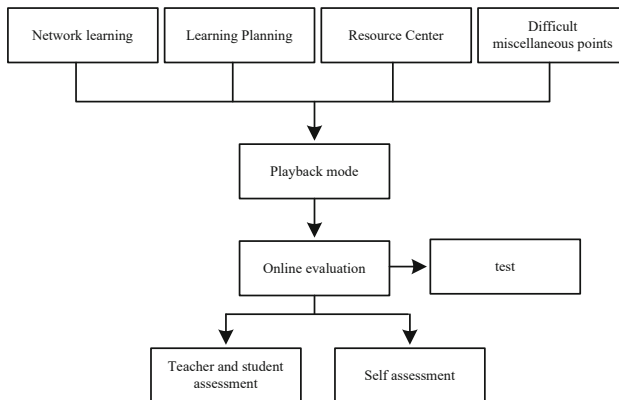 Network learning
Learning Planning
Resource Center
Difficult
miscellaneous points
Playback mode
Online evaluation
test
Teacher and student
assessment
Self assessment